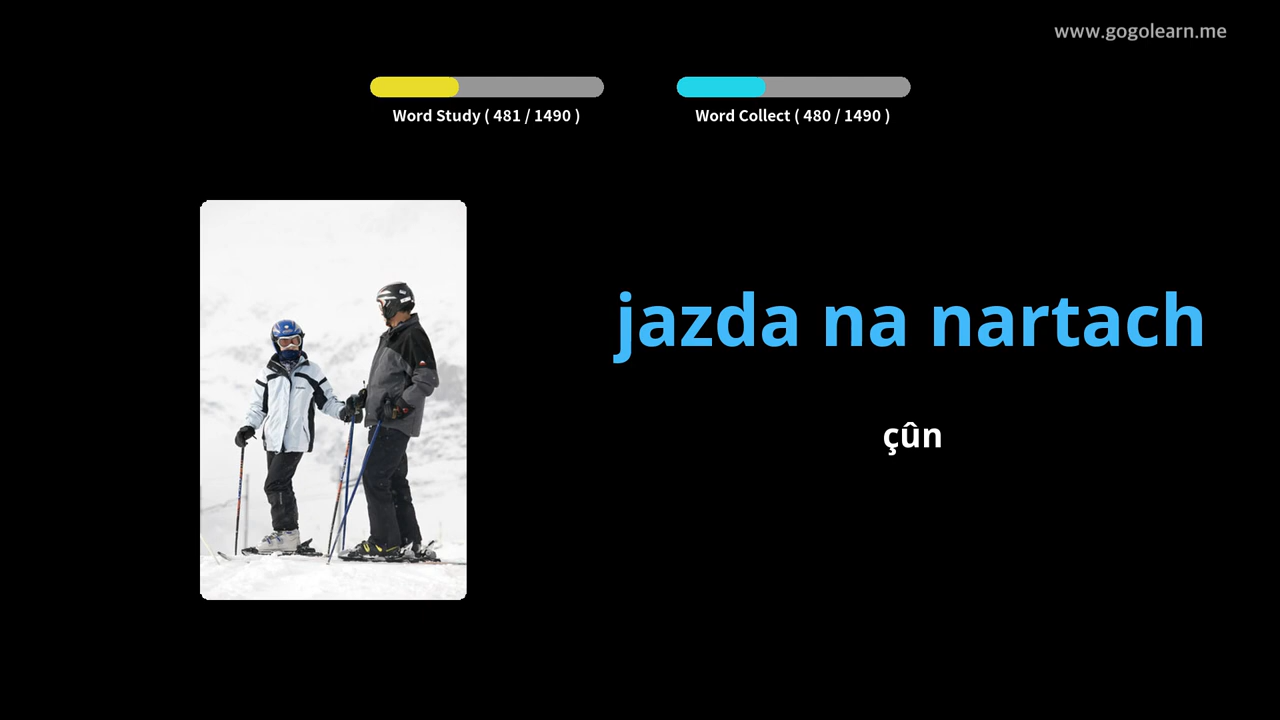 www.gogolearn.me
Word Study ( 481 / 1490 )
Word Collect ( 480 / 1490 )
jazda na nartach
çûn